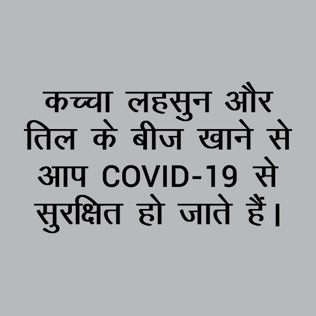 कच्चा लहसुन और
तिल के बीज खाने से
आप COVID-19 से
सुरक्षित हो जाते हैं।